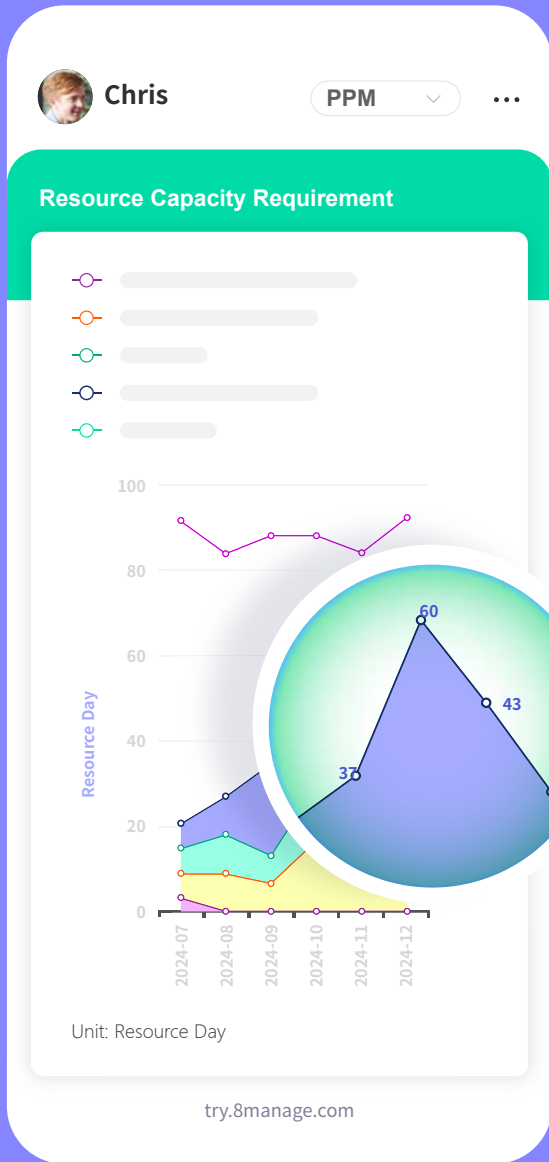 Chris
PPM
Resource Capacity Requirement
100
80
60
40
20
0
Resource Day
60
43
37
2024-07
2024-08
2024-09
2024-10
2024-11
2024-12
Unit: Resource Day
try.8manage.com